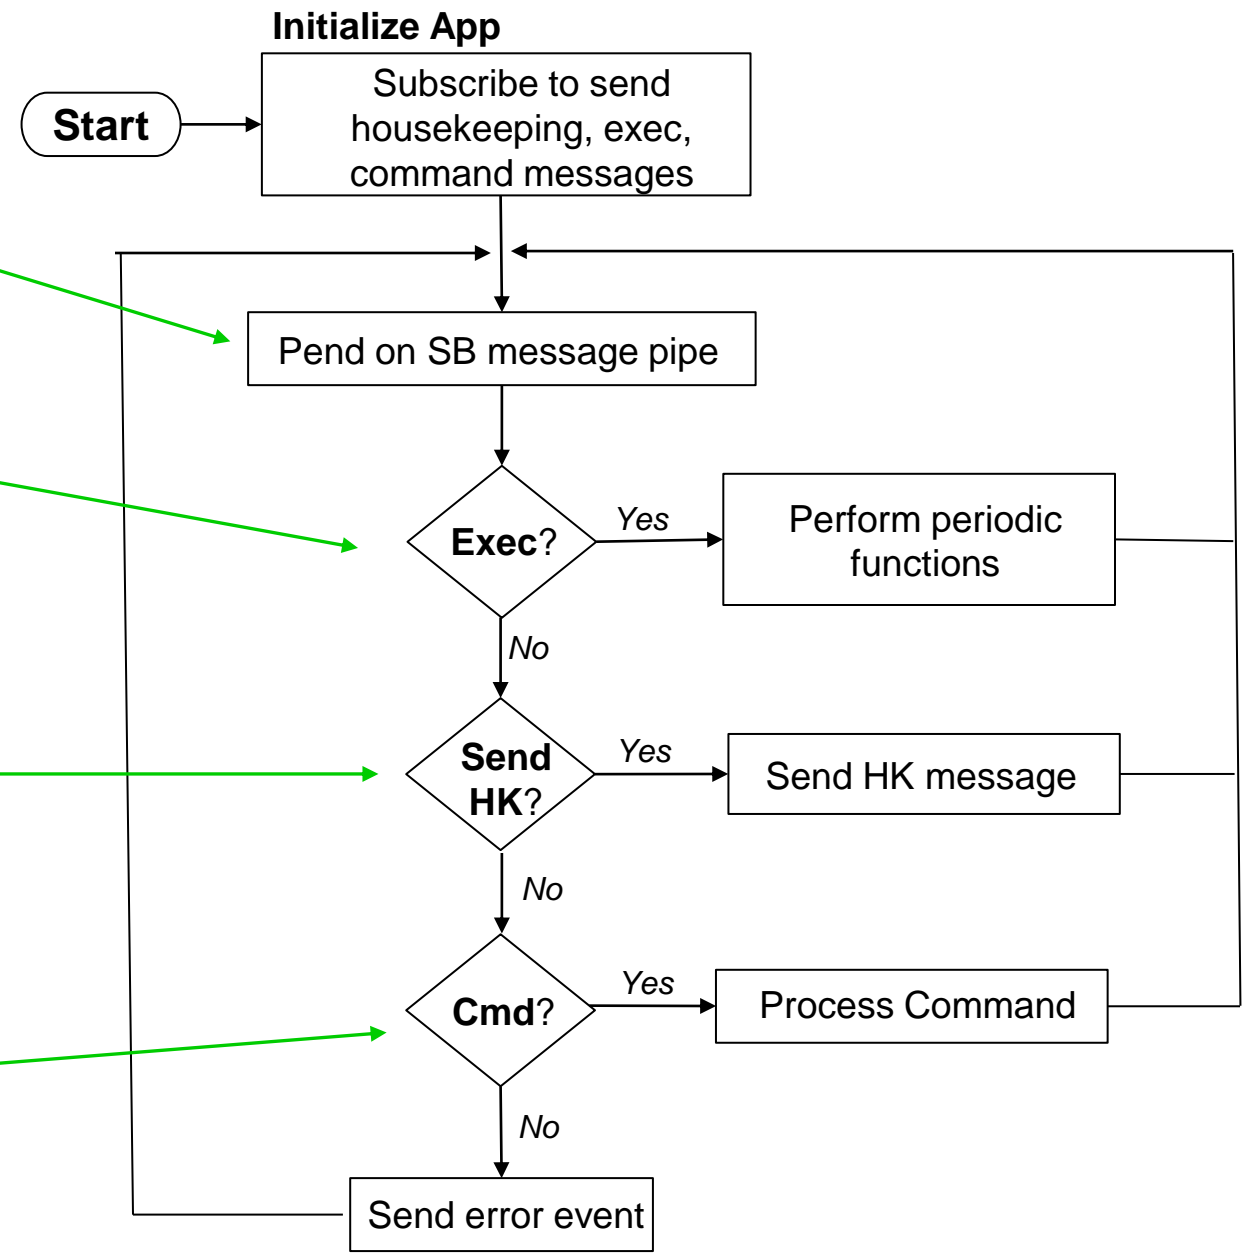 Initialize App
Start
Subscribe to send
housekeeping, exec,
command messages
Pend on SB message pipe
Exec?
Yes
Perform periodic
functions
No
Send
HK?
Yes
Send HK message
No
Cmd?
Yes
Process Command
No
Send error event